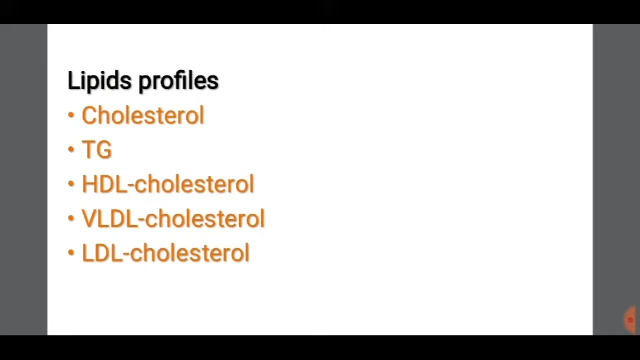 Lipids profiles
• Cholesterol
• TG
• HDL-cholesterol
• VLDL-cholesterol
• LDL-cholesterol